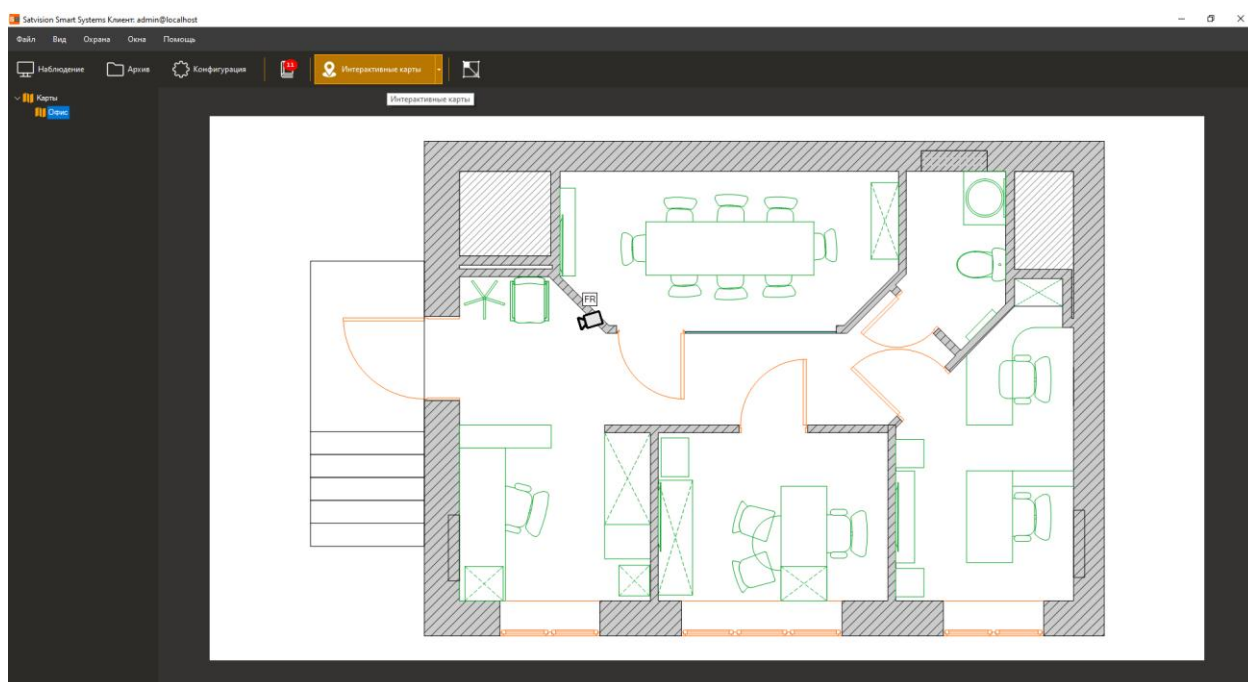 Satvision Smart Systems Клиент: admin@localhost
Файл Вид Охрана Окна Помощь
Наблюдение Архив Конфигурация 11 Интерактивные карты
Карты
Интерактивные карты
Офис
FR